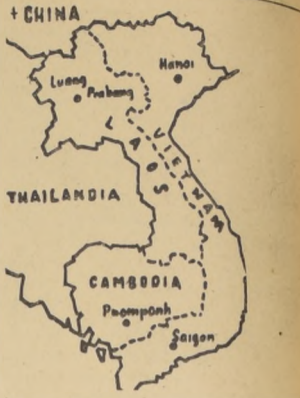 + CHINA
Hanoi
Luang
Prabang
LAOS
VIETNAM
THAILANDIA
CAMBODIA
Pnompenh
Saigon